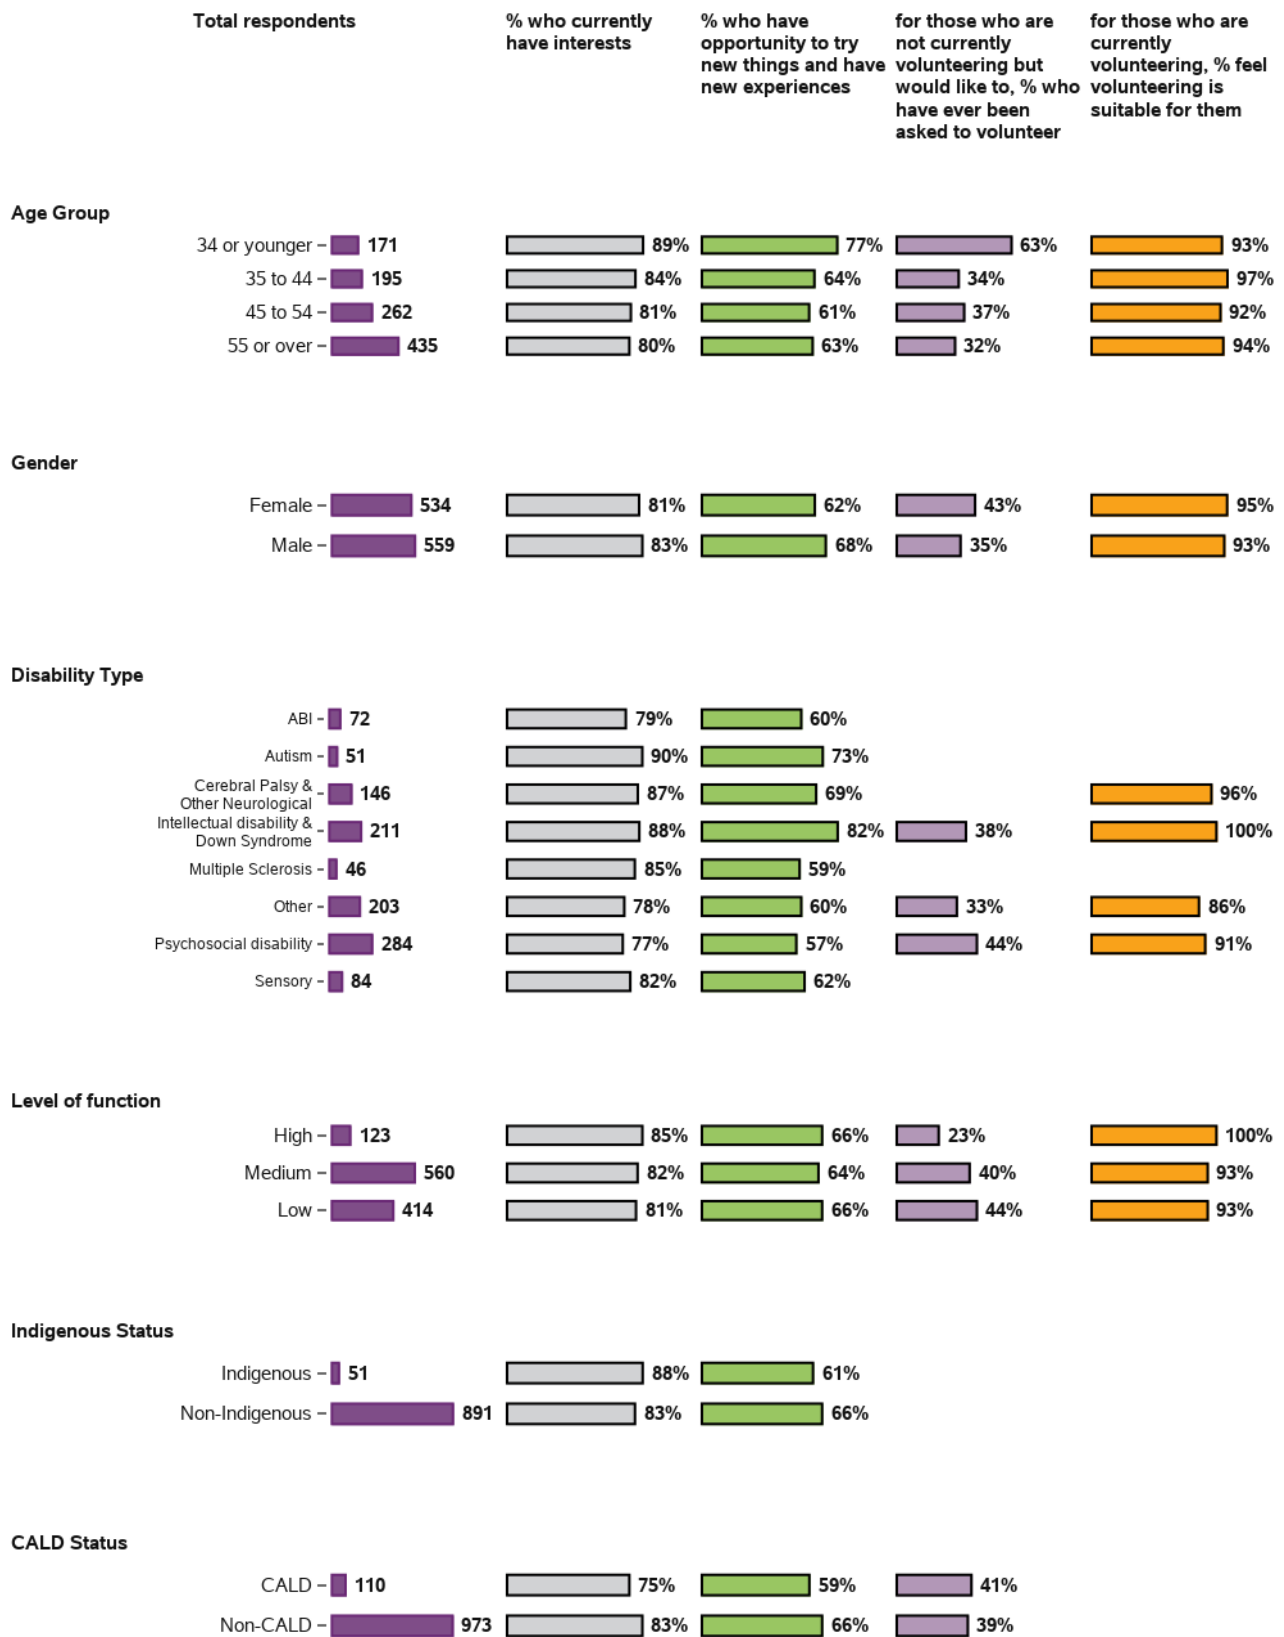 Total respondents
% who currently
have interests
% who have
opportunity to try
new things and have
new experiences
for those who are
not currently
volunteering but
would like to, % who
have ever been
asked to volunteer
for those who are
currently
volunteering, % feel
volunteering is
suitable for them
Age Group
34 or younger 171 89% 77% 63% 93%
35 to 44 195 84% 64% 34% 97%
45 to 54 262 81% 61% 37% 92%
55 or over 435 80% 63% 32% 94%
Gender
Female 534 81% 62% 43% 95%
Male 559 83% 68% 35% 93%
Disability Type
ABI 72 79% 60%
Autism 51 90% 73%
Cerebral Palsy &
Other Neurological 146 87% 69% 96%
Intellectual disability &
Down Syndrome 211 88% 82% 38% 100%
Multiple Sclerosis 46 85% 59%
Other 203 78% 60% 33% 86%
Psychosocial disability 284 77% 57% 44% 91%
Sensory 84 82% 62%
Level of function
High 123 85% 66% 23% 100%
Medium 560 82% 64% 40% 93%
Low 414 81% 66% 44% 93%
Indigenous Status
Indigenous 51 88% 61%
Non-Indigenous 891 83% 66%
CALD Status
CALD 110 75% 59% 41%
Non-CALD 973 83% 66% 39%